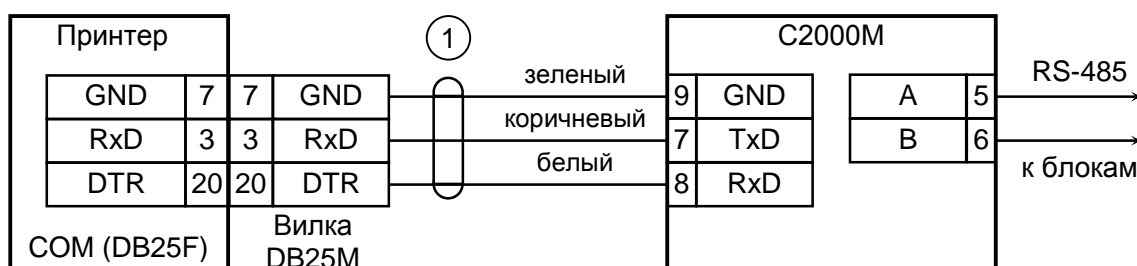 Принтер
1
С2000М
GND 7 7 GND
зеленый
9 GND
A 5
RS-485
RxD 3 3 RxD
коричневый
7 TxD
B 6
DTR 20 20 DTR
белый
8 RxD
к блокам
COM (DB25F)
Вилка
DB25M